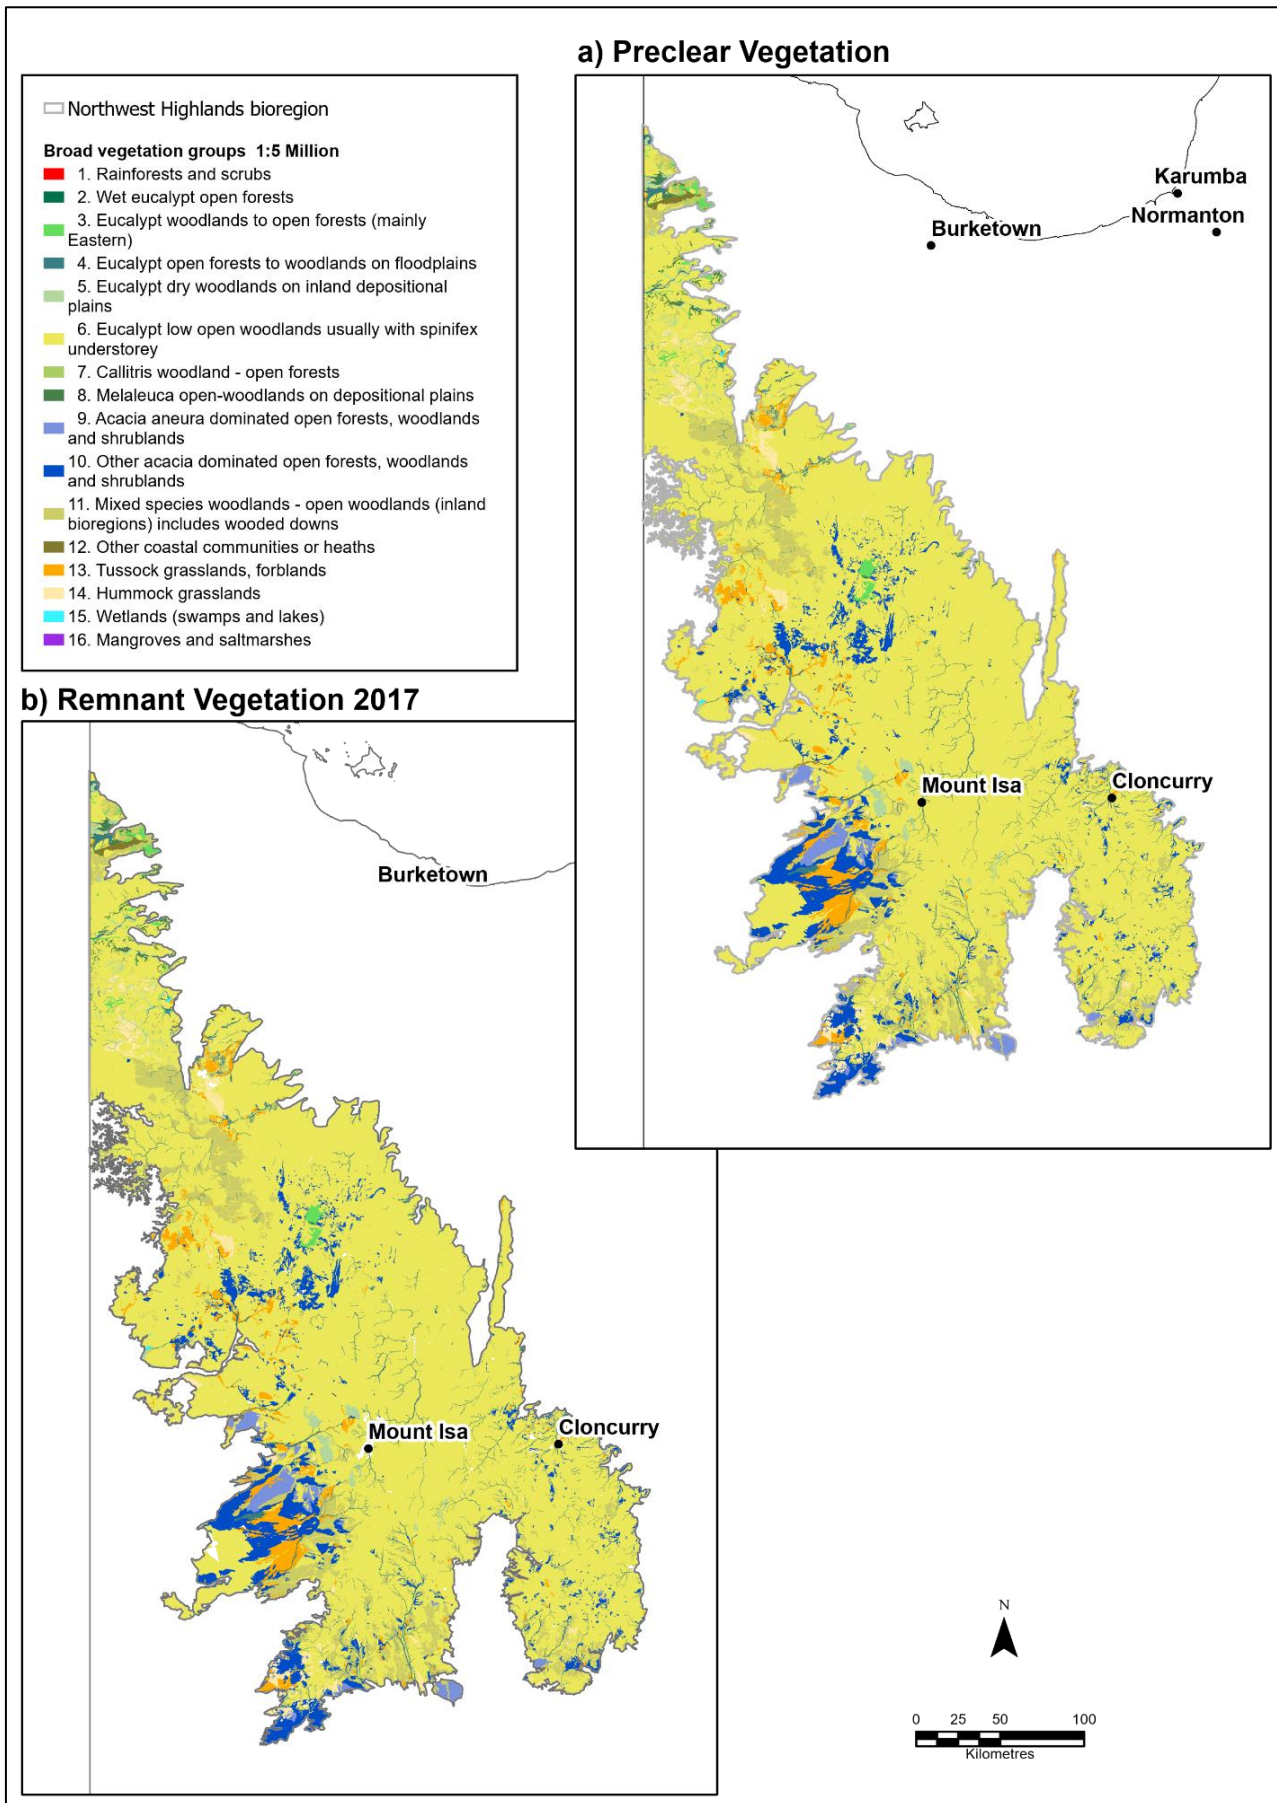 a) Preclear Vegetation
Northwest Highlands bioregion
Broad vegetation groups 1:5 Million
1. Rainforests and scrubs
2. Wet eucalypt open forests
3. Eucalypt woodlands to open forests (mainly
Eastern)
4. Eucalypt open forests to woodlands on floodplains
5. Eucalypt dry woodlands on inland depositional
plains
6. Eucalypt low open woodlands usually with spinifex
understorey
7. Callitris woodland - open forests
8. Melaleuca open-woodlands on depositional plains
9. Acacia aneura dominated open forests, woodlands
and shrublands
10. Other acacia dominated open forests, woodlands
and shrublands
11. Mixed species woodlands - open woodlands (inland
bioregions) includes wooded downs
12. Other coastal communities or heaths
13. Tussock grasslands, forblands
14. Hummock grasslands
15. Wetlands (swamps and lakes)
16. Mangroves and saltmarshes
Karumba
Normanton
Burketown
Mount Isa
Cloncurry
b) Remnant Vegetation 2017
Burketown
Mount Isa
Cloncurry
N
0 25 50 100
Kilometres